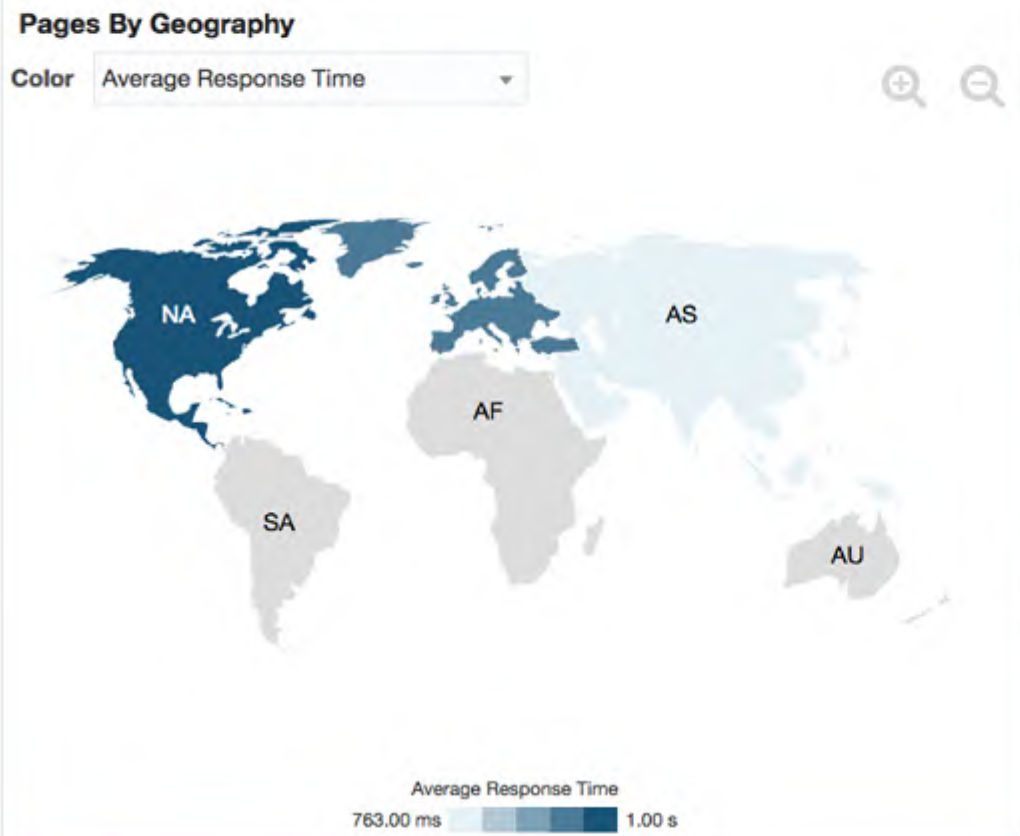 Pages By Geography
Color Average Response Time
NA
AS
AF
SA
AU
Average Response Time
763.00 ms 1.00 s